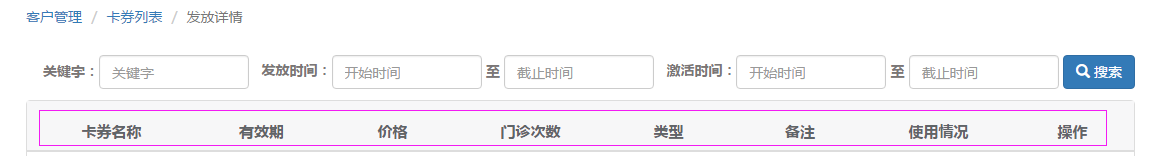 客户管理 / 卡券列表 / 发放详情
关键字： 关键字 发放时间： 开始时间 至 截止时间 激活时间： 开始时间 至 截止时间 搜索
卡券名称 有效期 价格 门诊次数 类型 备注 使用情况 操作